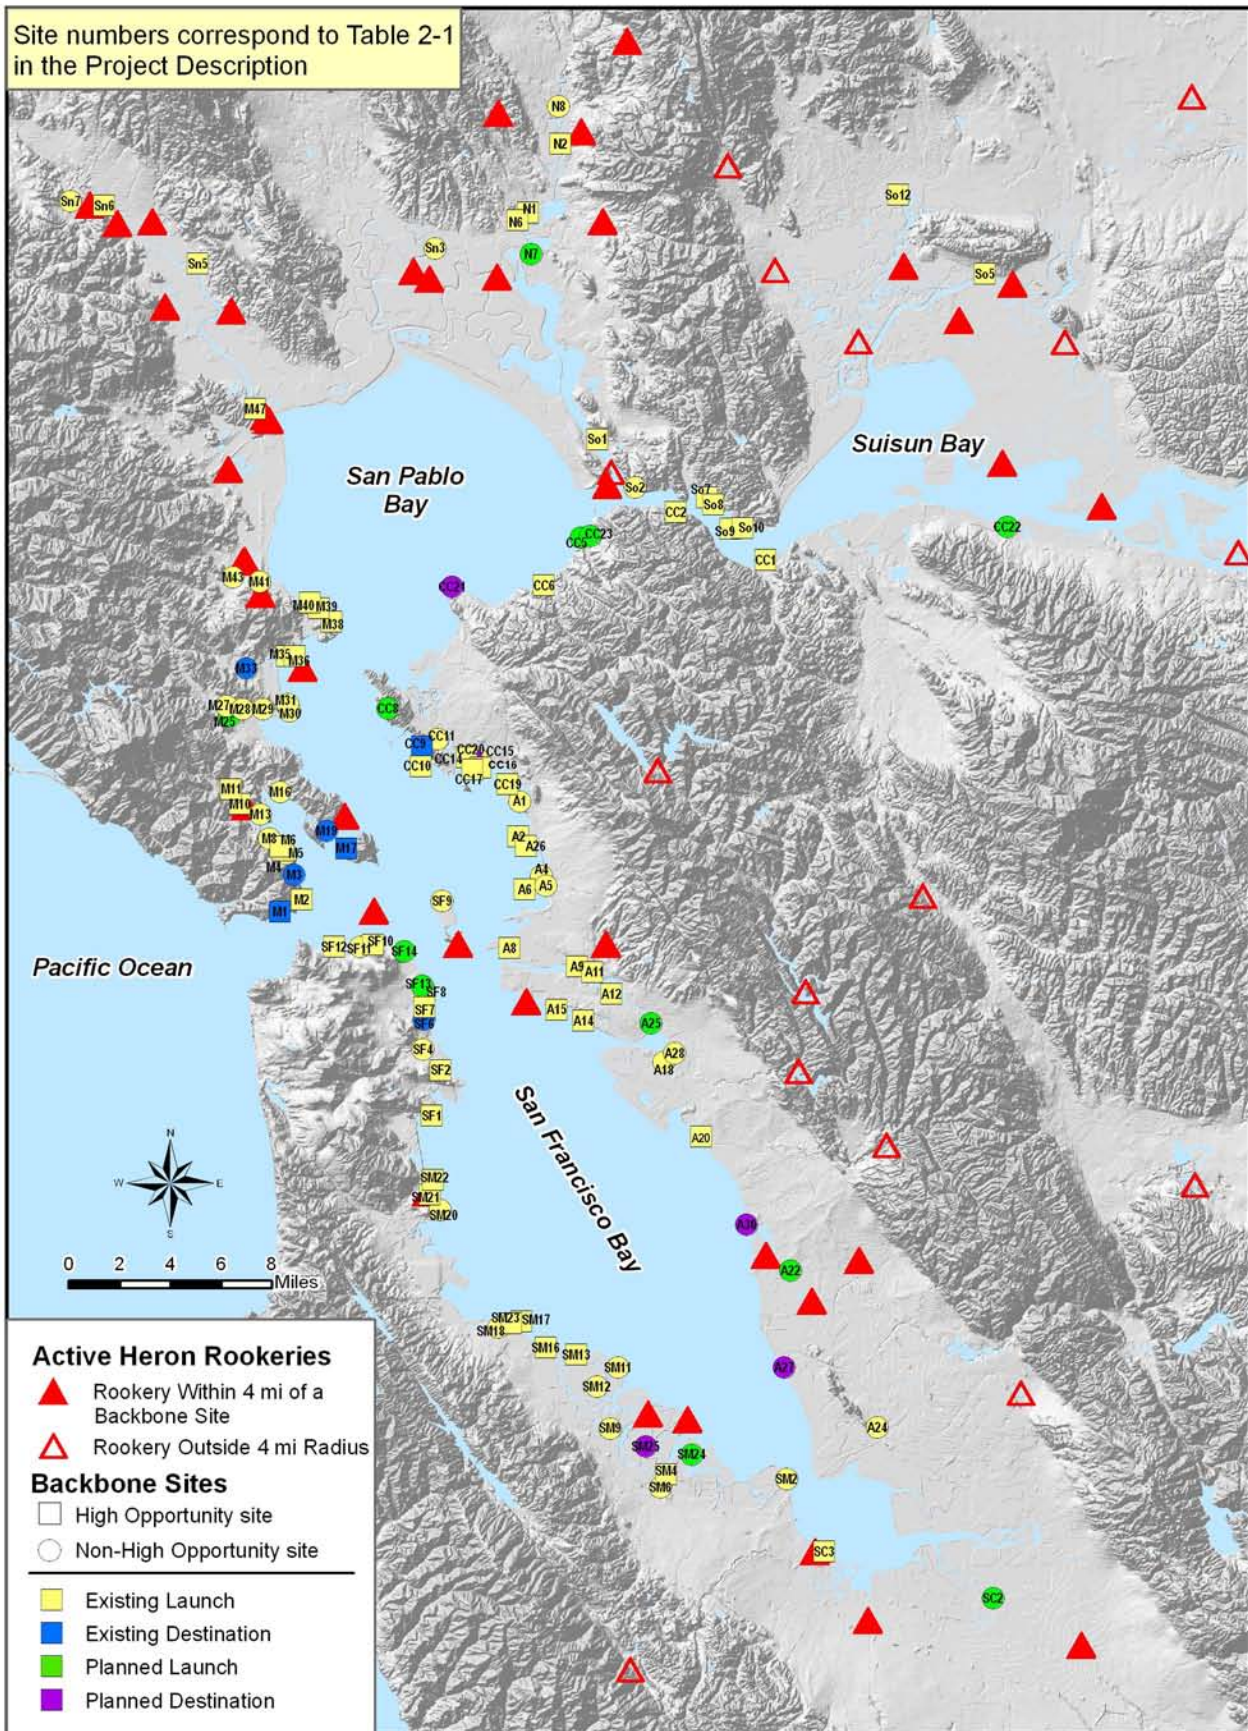 Site numbers correspond to Table 2-1
in the Project Description
N8
N2
Sn7
Sn6
So12
N1
N6
Sn3
N7
Sn5
So5
M47
So1
Suisun Bay
San Pablo
Bay
So2
So7
So8
CC2
So9
So10
CC22
CC23
CC5
CC1
M43
M41
CC6
CC21
M40
M39
M38
M35
M36
M33
M27
M28
M29
M31
M30
M25
CC8
CC11
CC9
CC10
CC14
CC20
CC15
CC16
CC17
CC19
M11
M10
M16
M13
A1
M19
M8
M6
M17
M5
M4
M3
A2
A26
A4
A5
A6
M2
M1
SF9
Pacific Ocean
SF12
SF11
SF10
SF14
A8
A9
A11
A12
SF13
SF8
SF7
SF6
A15
A14
A25
SF4
SF2
A28
A18
SF1
A20
San Francisco Bay
N
W
E
S
SM22
SM21
SM20
A30
0 2 4 8
Miles
A22
SM23
SM17
SM18
SM16
SM13
SM11
SM12
A27
SM9
A24
SM25
SM24
SM4
SM6
SM2
SC3
SC2
Active Heron Rookeries
Rookery Within 4 mi of a
Backbone Site
Rookery Outside 4 mi Radius
Backbone Sites
High Opportunity site
Non-High Opportunity site
Existing Launch
Existing Destination
Planned Launch
Planned Destination